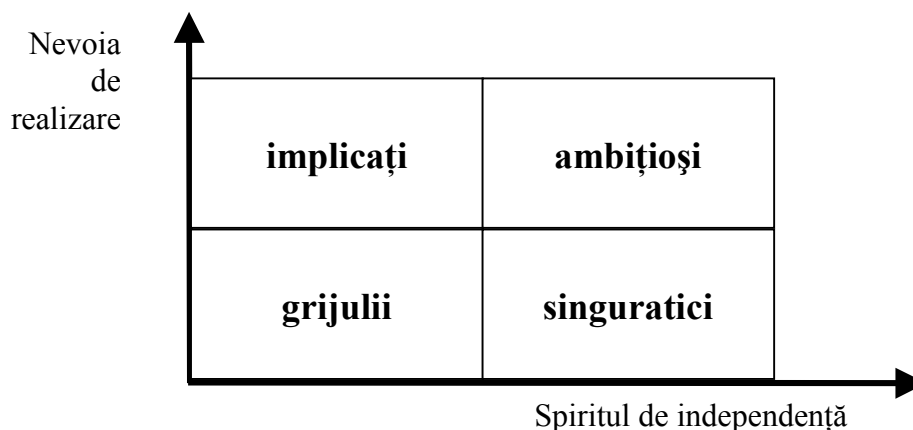 Nevoia
de
realizare
implicați ambițioşi
grijulii singuratici
Spiritul de independență